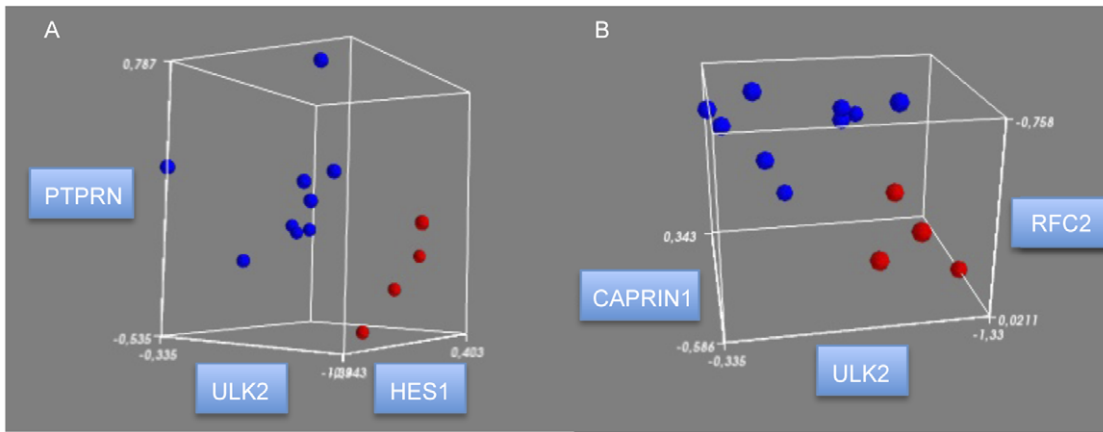 A
0,787
PTPRN
-0,535
-0,335
0,403
ULK2
HES1
B
-0,758
RFC2
0,343
CAPRIN1
-0,586
-0,335
0,0211
-1,33
ULK2